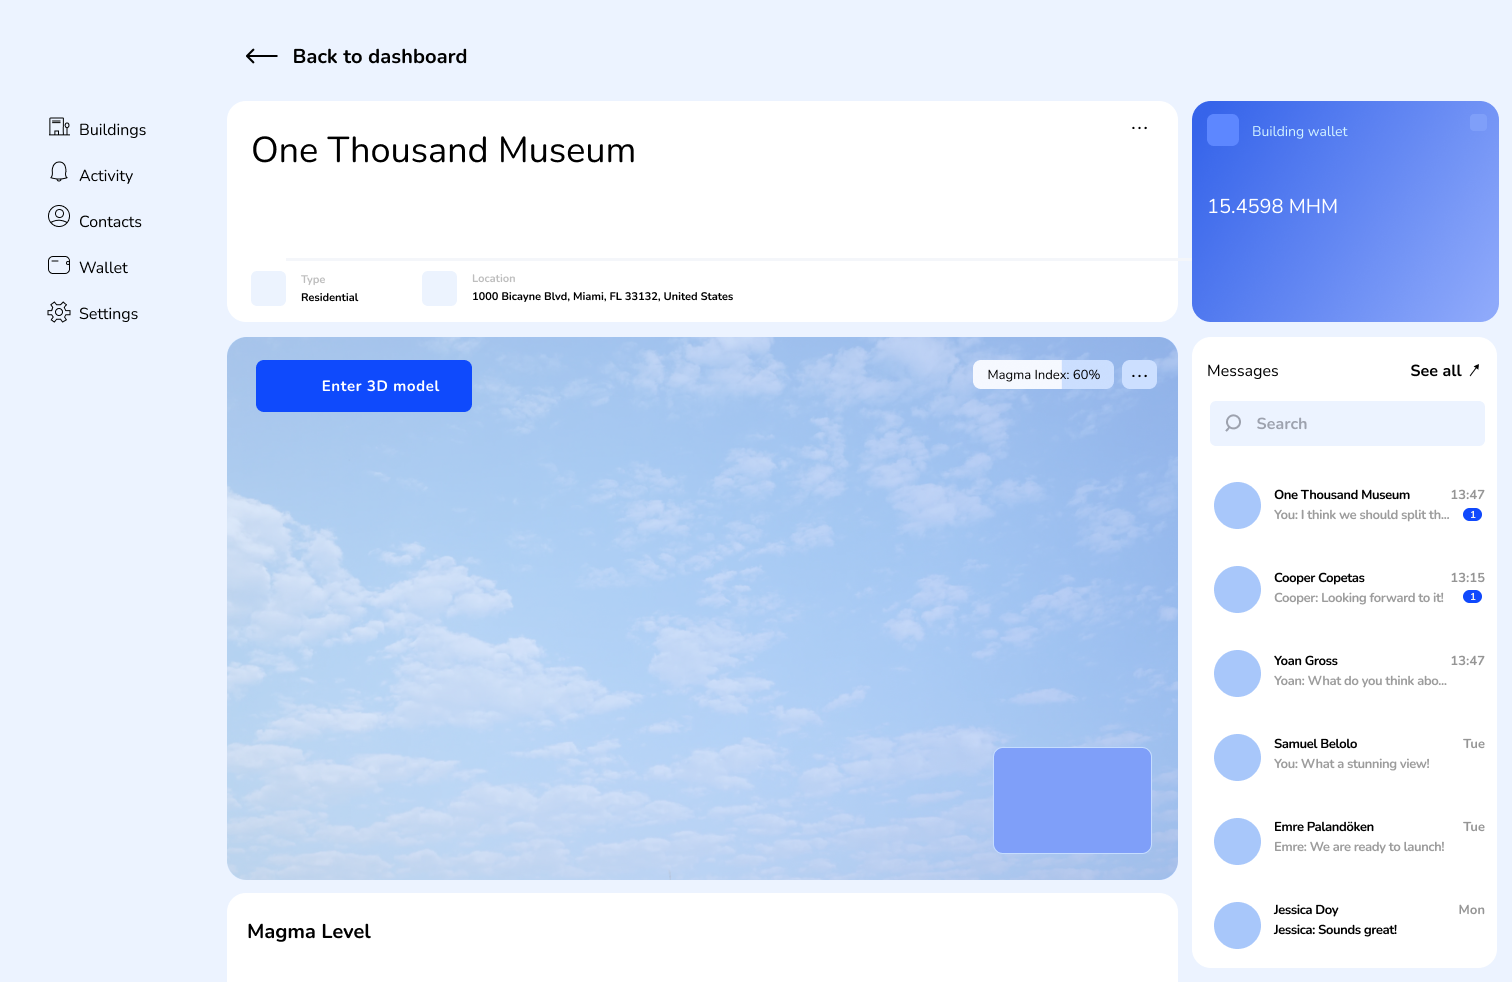 Back to dashboard
Buildings
Activity
Contacts
Wallet
Settings
One Thousand Museum
...
Type
Residential
Location
1000 Bicayne Blvd, Miami, FL 33132, United States
Building wallet
15.4598 MHM
Enter 3D model
Magma Index: 60%
...
Magma Level
Messages
See all
Search
One Thousand Museum
13:47
You: I think we should split th...
1
Cooper Copetas
13:15
Cooper: Looking forward to it!
1
Yoan Gross
13:47
Yoan: What do you think abo...
Samuel Belolo
Tue
You: What a stunning view!
Emre Palandöken
Tue
Emre: We are ready to launch!
Jessica Doy
Mon
Jessica: Sounds great!